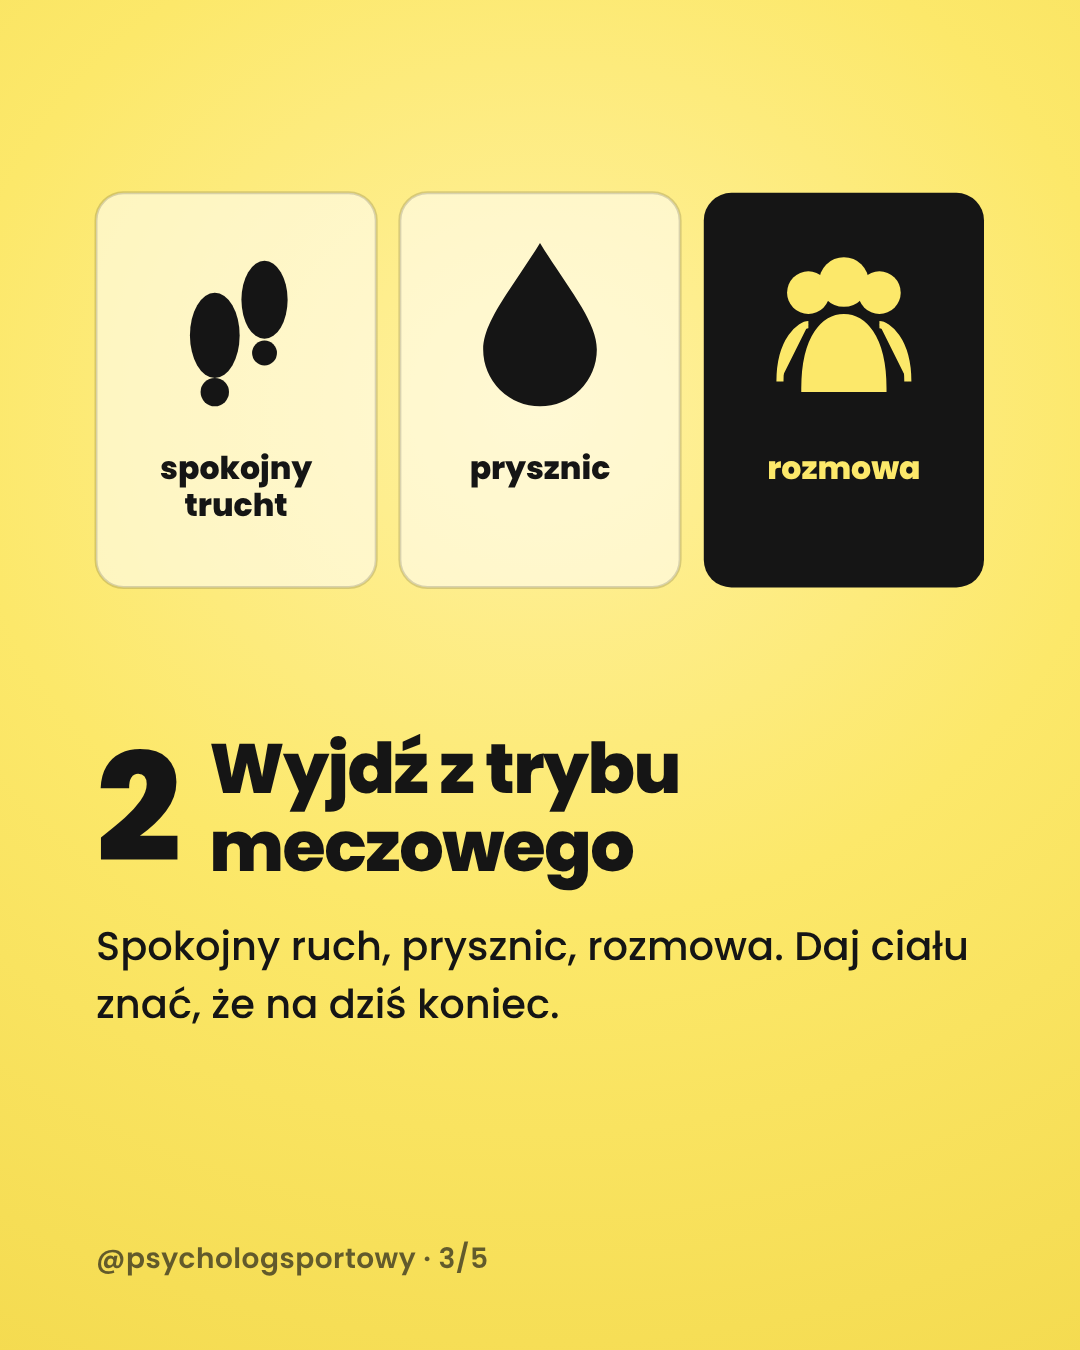 spokojny
trucht
prysznic
rozmowa
2
Wyjdź z trybu
meczowego
Spokojny ruch, prysznic, rozmowa. Daj ciału
znać, że na dziś koniec.
@psychologsportowy · 3/5